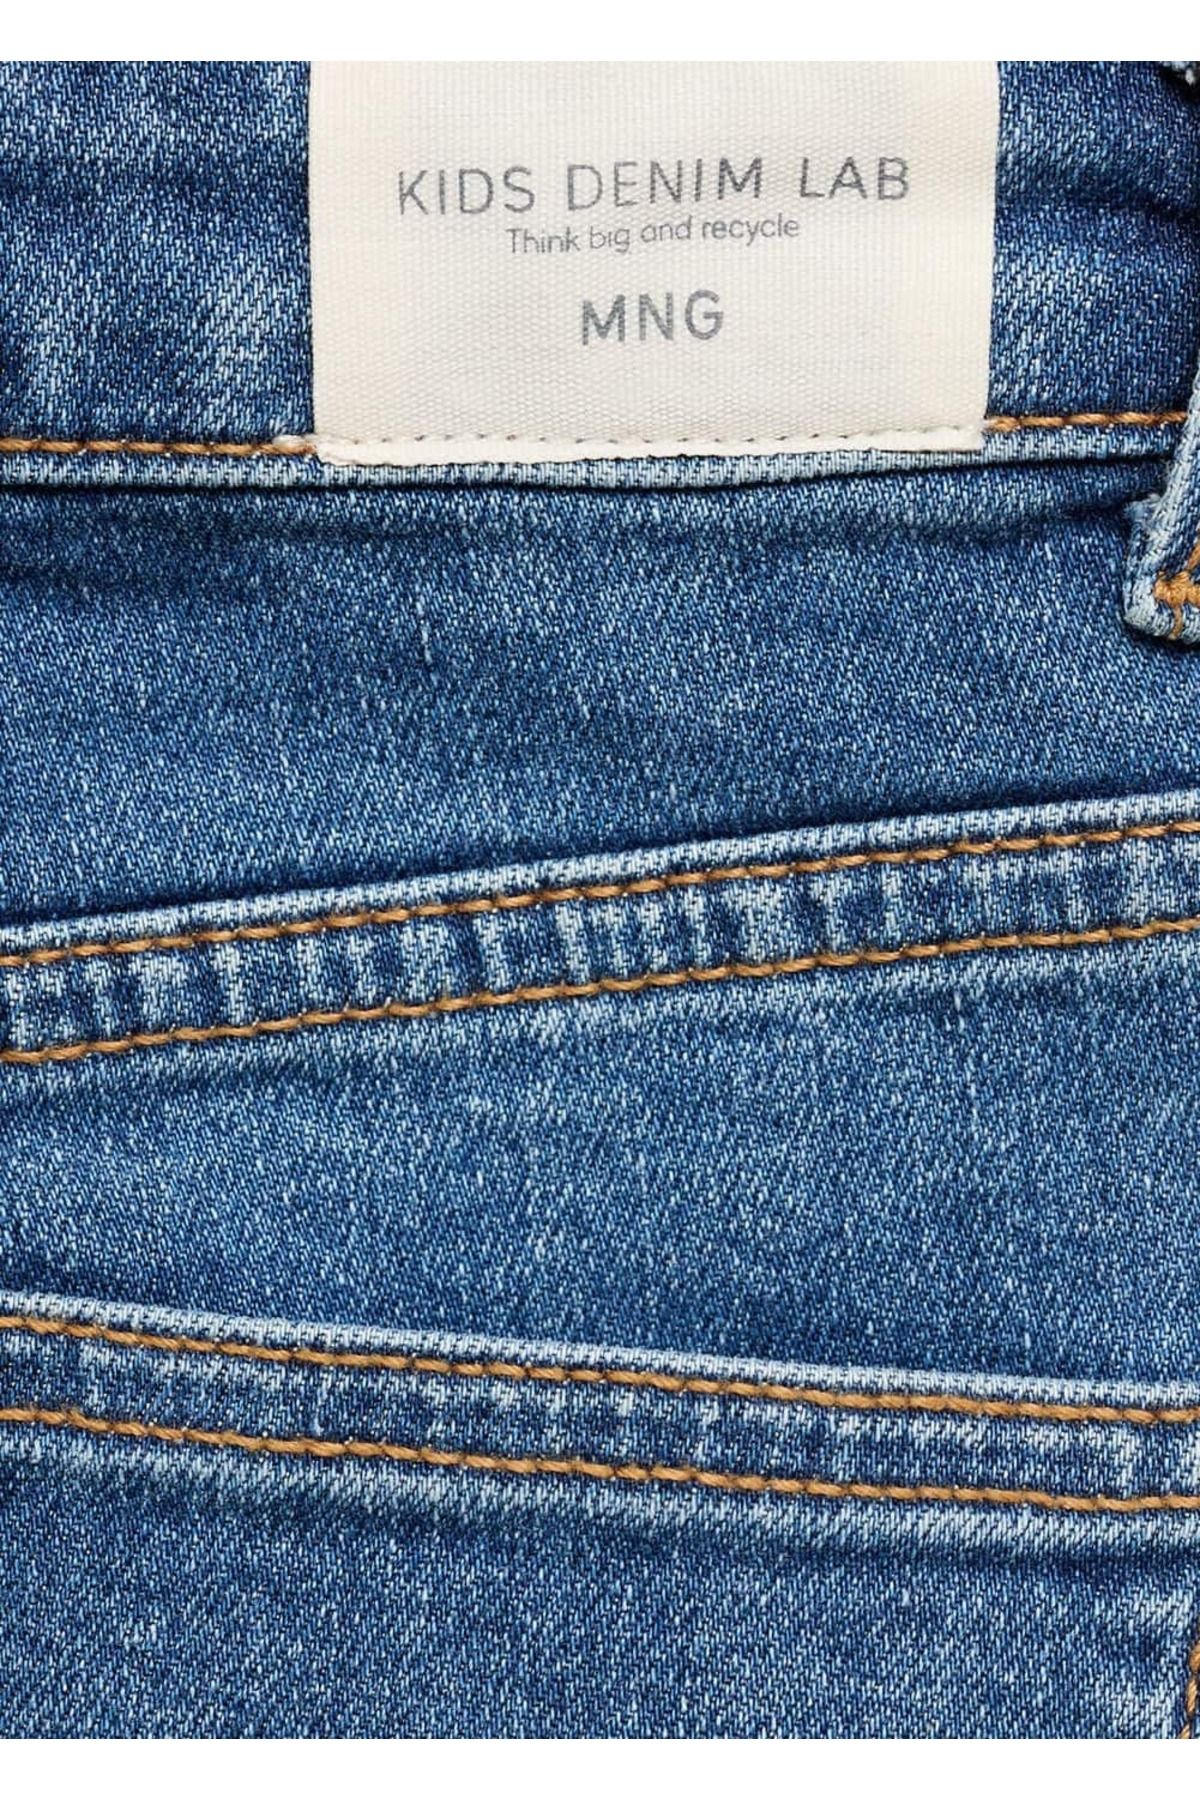 KIDS DENIM LAB
Think big and recycle
MNG